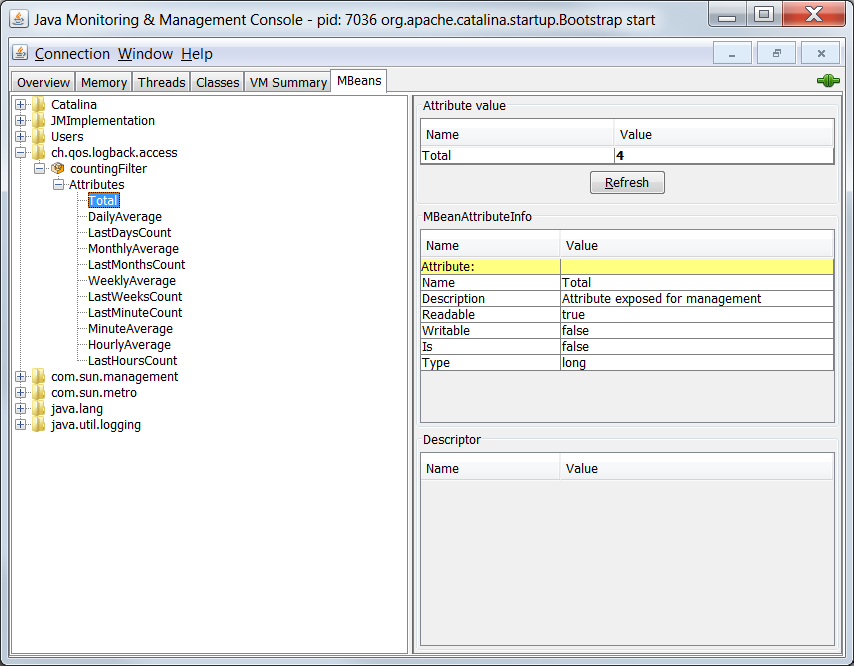 Java Monitoring & Management Console - pid: 7036 org.apache.catalina.startup.Bootstrap start
Connection Window Help
Overview Memory Threads Classes VM Summary MBeans
Catalina
JMImplementation
Users
ch.qos.logback.access
countingFilter
Attributes
Total
DailyAverage
LastDaysCount
MonthlyAverage
LastMonthsCount
WeeklyAverage
LastWeeksCount
LastMinuteCount
MinuteAverage
HourlyAverage
LastHoursCount
com.sun.management
com.sun.metro
java.lang
java.util.logging
Attribute value
Name Value
Total 4
Refresh
MBeanAttributeInfo
Name Value
Attribute:
Name Total
Description Attribute exposed for management
Readable true
Writable false
Is false
Type long
Descriptor
Name Value